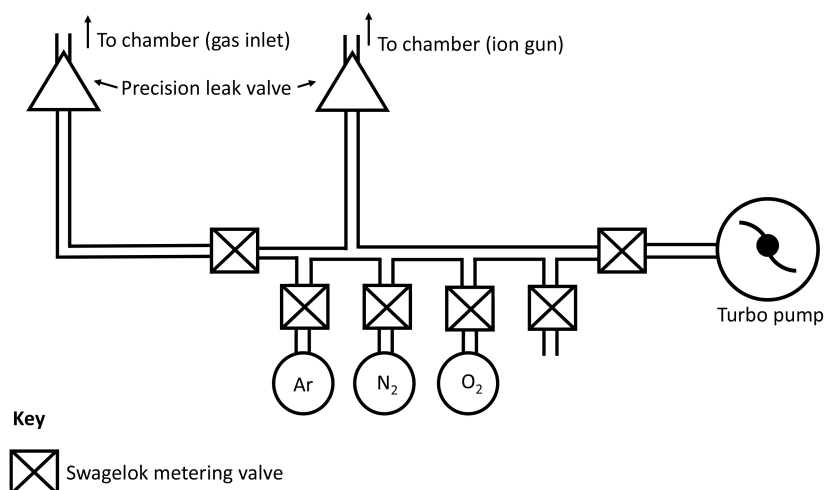 To chamber (gas inlet)
To chamber (ion gun)
Precision leak valve
Turbo pump
Ar
N₂
O₂
Key
Swagelok metering valve